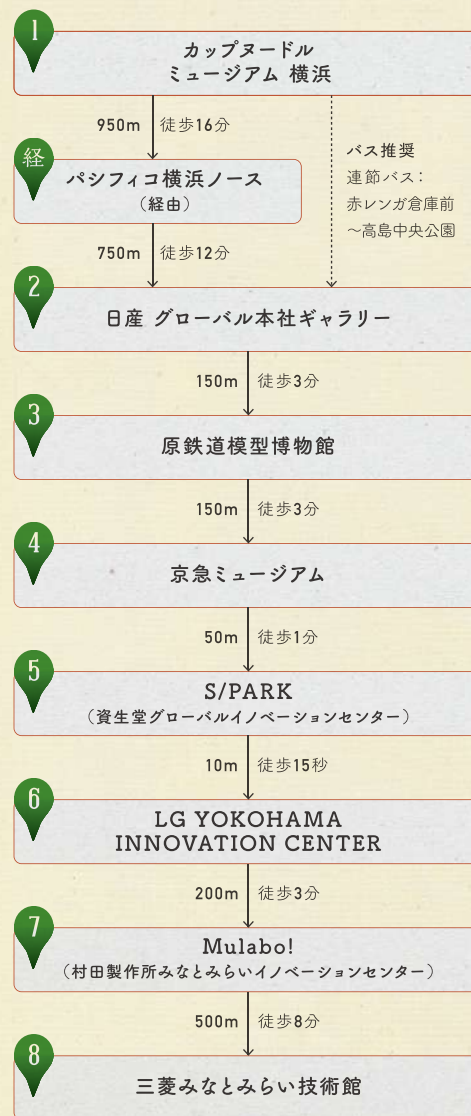 1
カップヌードル
ミュージアム 横浜
950m 徒歩16分
バス推奨
連節バス：
赤レンガ倉庫前
～高島中央公園
経
パシフィコ横浜ノース
（経由）
750m 徒歩12分
2
日産 グローバル本社ギャラリー
150m 徒歩3分
3
原鉄道模型博物館
150m 徒歩3分
4
京急ミュージアム
50m 徒歩1分
5
S/PARK
（資生堂グローバルイノベーションセンター）
10m 徒歩15秒
6
LG YOKOHAMA
INNOVATION CENTER
200m 徒歩3分
7
Mulabo!
（村田製作所みなとみらいイノベーションセンター）
500m 徒歩8分
8
三菱みなとみらい技術館